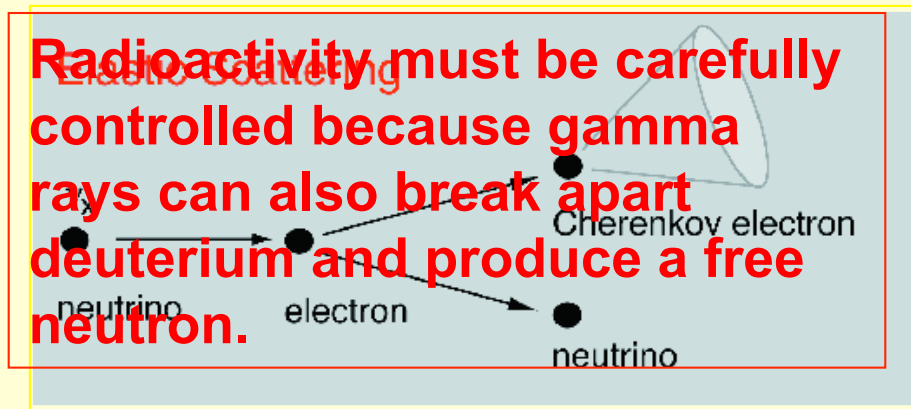 Radioactivity must be carefully
controlled because gamma
rays can also break apart
deuterium and produce a free
neutron.
Elastic Scattering
νx
Cherenkov electron
neutrino
electron
neutrino